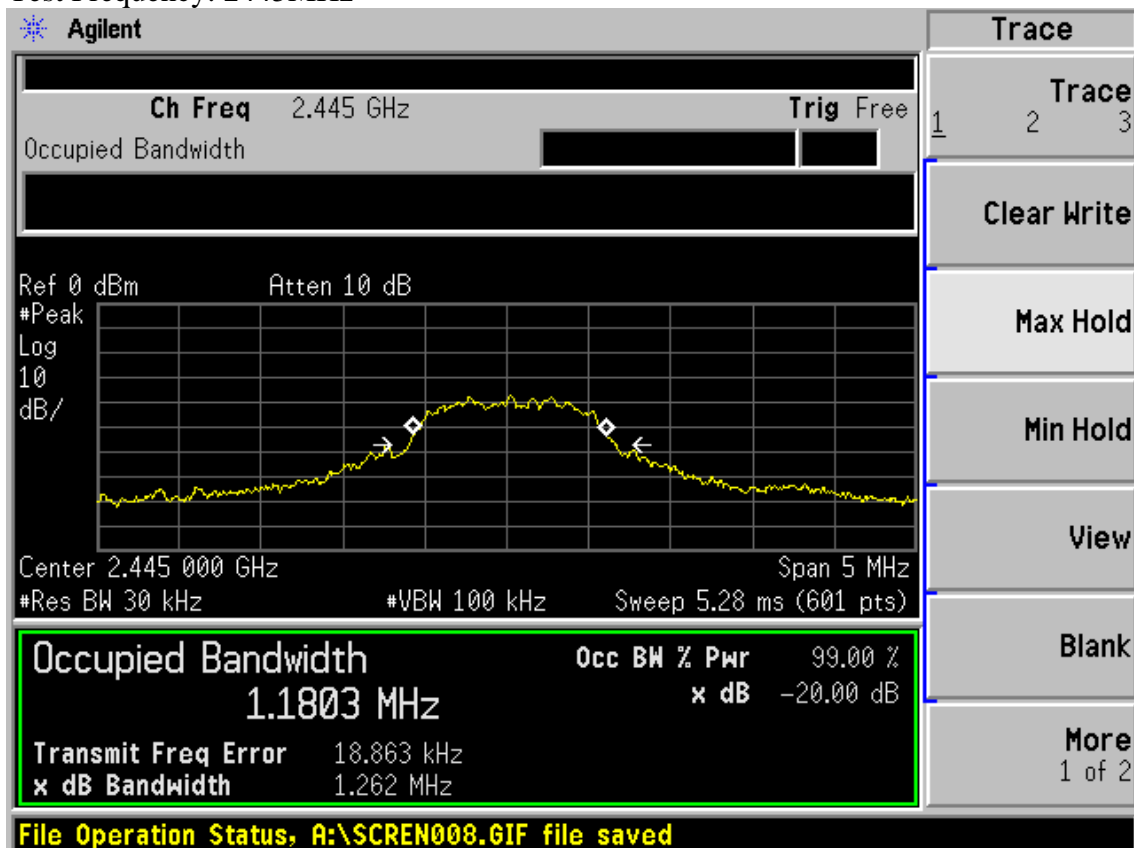 Test Frequency: 2445MHz
Agilent
Trace
Ch Freq 2.445 GHz Trig Free
Trace
1 2 3
Occupied Bandwidth
Clear Write
Ref 0 dBm Atten 10 dB
#Peak
Log
10
dB/
Max Hold
Min Hold
View
Center 2.445 000 GHz Span 5 MHz
#Res BW 30 kHz #VBW 100 kHz Sweep 5.28 ms (601 pts)
Occupied Bandwidth Occ BW % Pwr 99.00 %
1.1803 MHz x dB -20.00 dB
Blank
Transmit Freq Error 18.863 kHz
x dB Bandwidth 1.262 MHz
More
1 of 2
File Operation Status, A:\SCREN008.GIF file saved